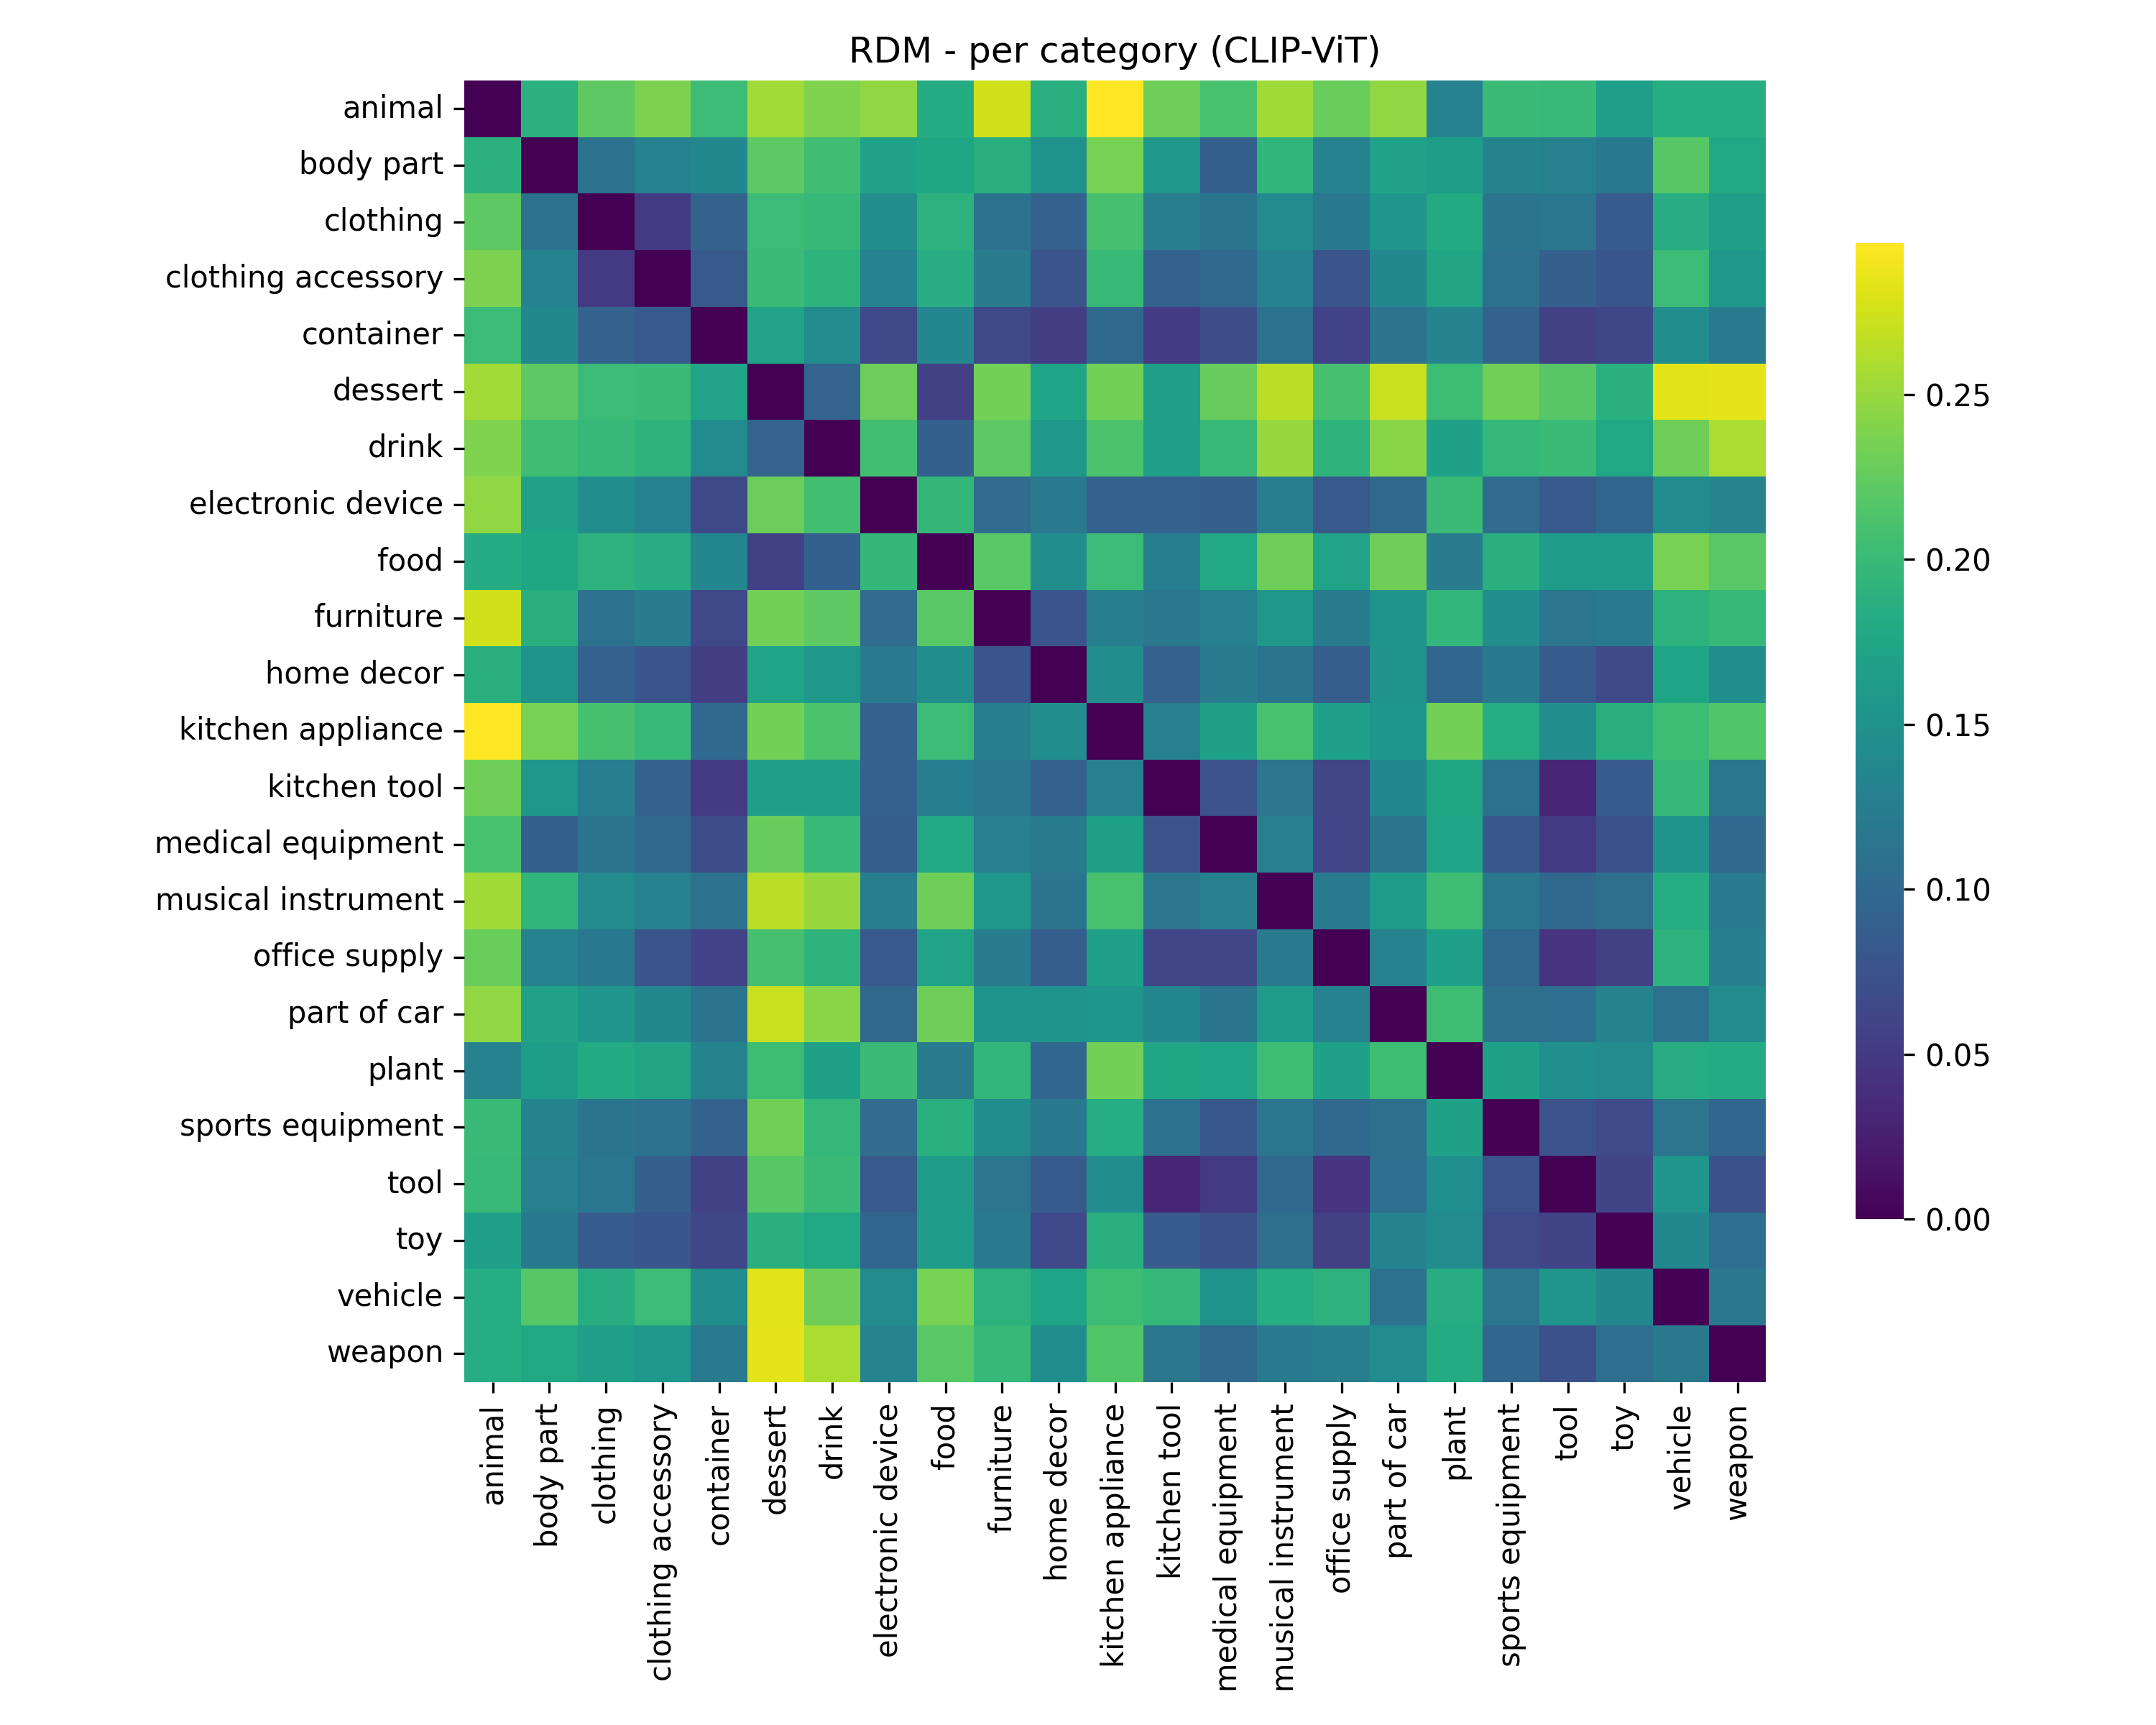 RDM - per category (CLIP-ViT)
animal
body part
clothing
clothing accessory
container
dessert
drink
electronic device
food
furniture
home decor
kitchen appliance
kitchen tool
medical equipment
musical instrument
office supply
part of car
plant
sports equipment
tool
toy
vehicle
weapon
0.25
0.20
0.15
0.10
0.05
0.00
animal
body part
clothing
clothing accessory
container
dessert
drink
electronic device
food
furniture
home decor
kitchen appliance
kitchen tool
medical equipment
musical instrument
office supply
part of car
plant
sports equipment
tool
toy
vehicle
weapon